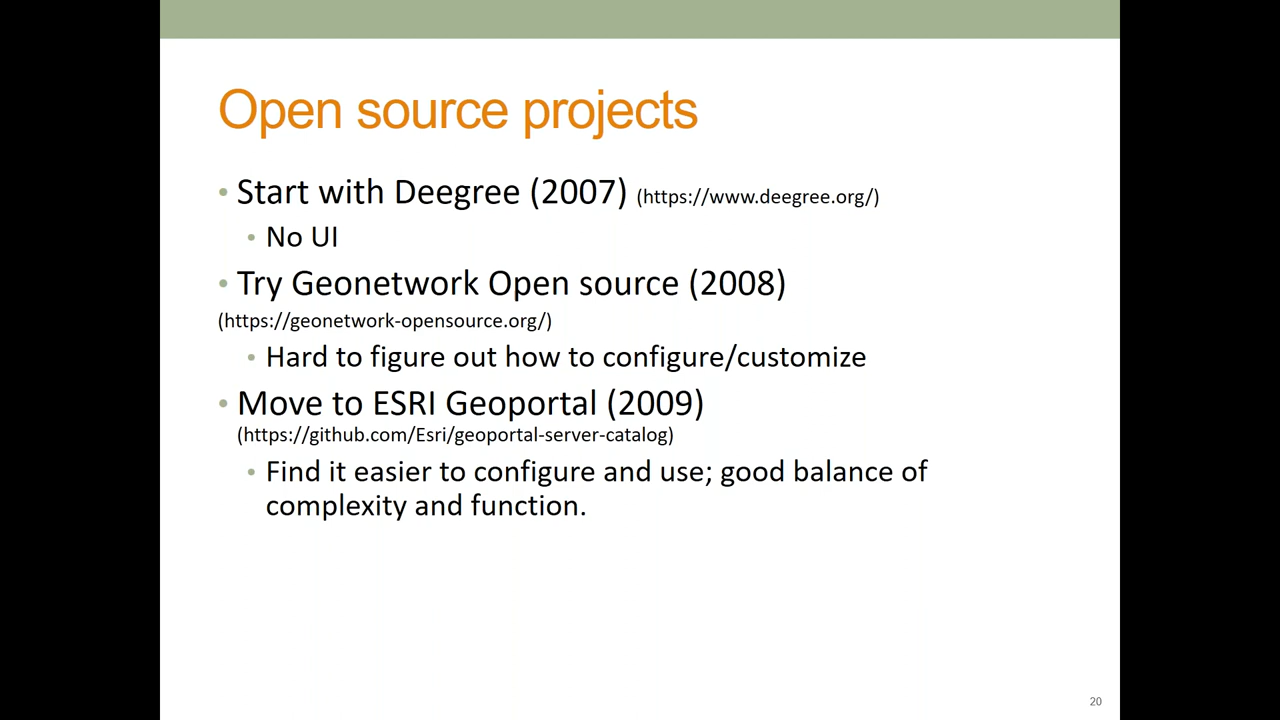 Open source projects
• Start with Deegree (2007) (https://www.deegree.org/)
• No UI
• Try Geonetwork Open source (2008)
(https://geonetwork-opensource.org/)
• Hard to figure out how to configure/customize
• Move to ESRI Geoportal (2009)
(https://github.com/Esri/geoportal-server-catalog)
• Find it easier to configure and use; good balance of
complexity and function.
20